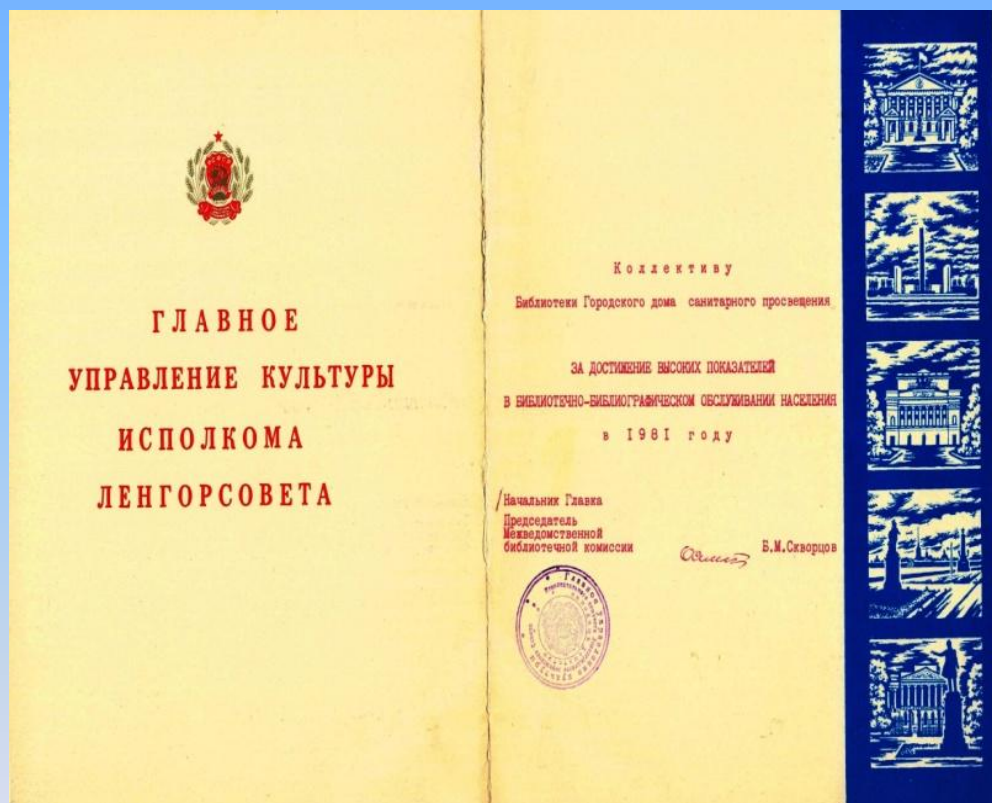 ГЛАВНОЕ
УПРАВЛЕНИЕ КУЛЬТУРЫ
ИСПОЛКОМА
ЛЕНГОРСОВЕТА
Коллективу
Библиотеки Городского дома санитарного просвещения
ЗА ДОСТИЖЕНИЕ ВЫСОКИХ ПОКАЗАТЕЛЕЙ
В БИБЛИОТЕЧНО-БИБЛИОГРАФИЧЕСКОМ ОБСЛУЖИВАНИИ НАСЕЛЕНИЯ
в 1981 году
/Начальник Главка
Председатель
Межведомственной
библиотечной комиссии
Б.М.Скворцов